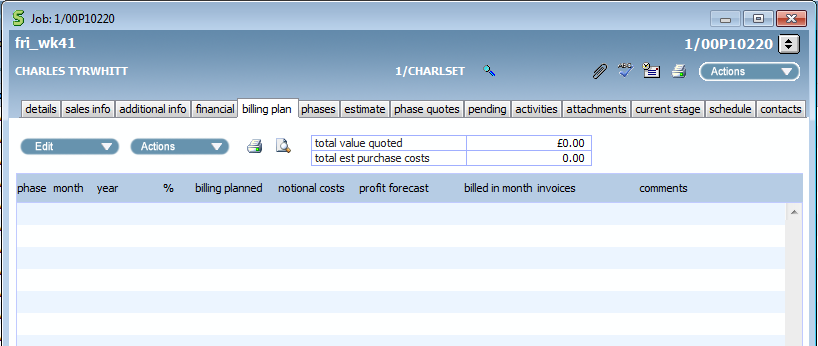 Job: 1/00P10220
fri_wk41 1/00P10220
CHARLES TYRWHITT 1/CHARLSET ABC Actions
details sales info additional info financial billing plan phases estimate phase quotes pending activities attachments current stage schedule contacts
Edit Actions total value quoted £0.00
total est purchase costs 0.00
phase month year % billing planned notional costs profit forecast billed in month invoices comments